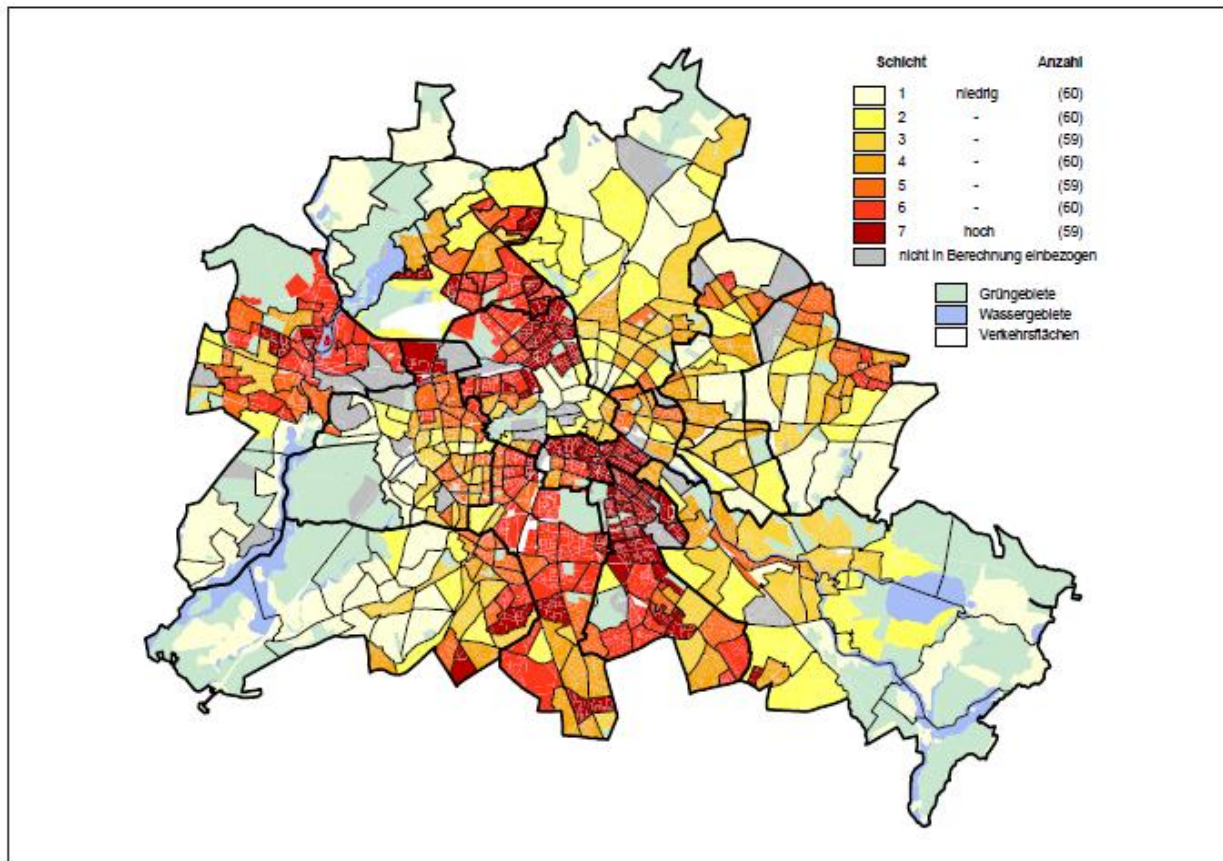 Schicht Anzahl
1 niedrig (60)
2 - (60)
3 - (59)
4 - (60)
5 - (59)
6 - (60)
7 hoch (59)
nicht in Berechnung einbezogen
Grüngebiete
Wassergebiete
Verkehrsflächen